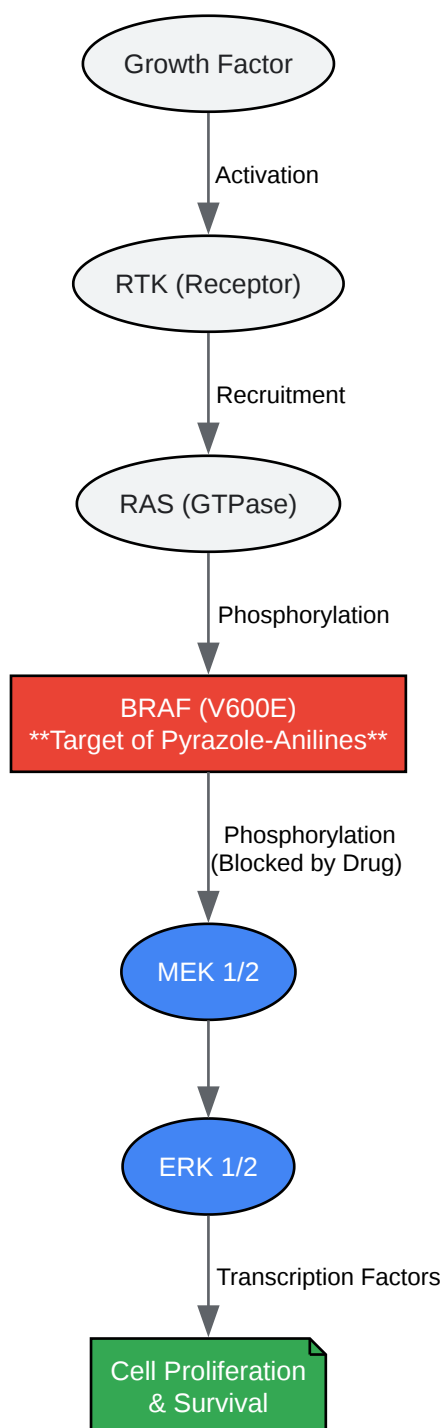 Growth Factor
Activation
RTK (Receptor)
Recruitment
RAS (GTPase)
Phosphorylation
BRAF (V600E)
**Target of Pyrazole-Anilines**
Phosphorylation
(Blocked by Drug)
MEK 1/2
ERK 1/2
Transcription Factors
Cell Proliferation
& Survival